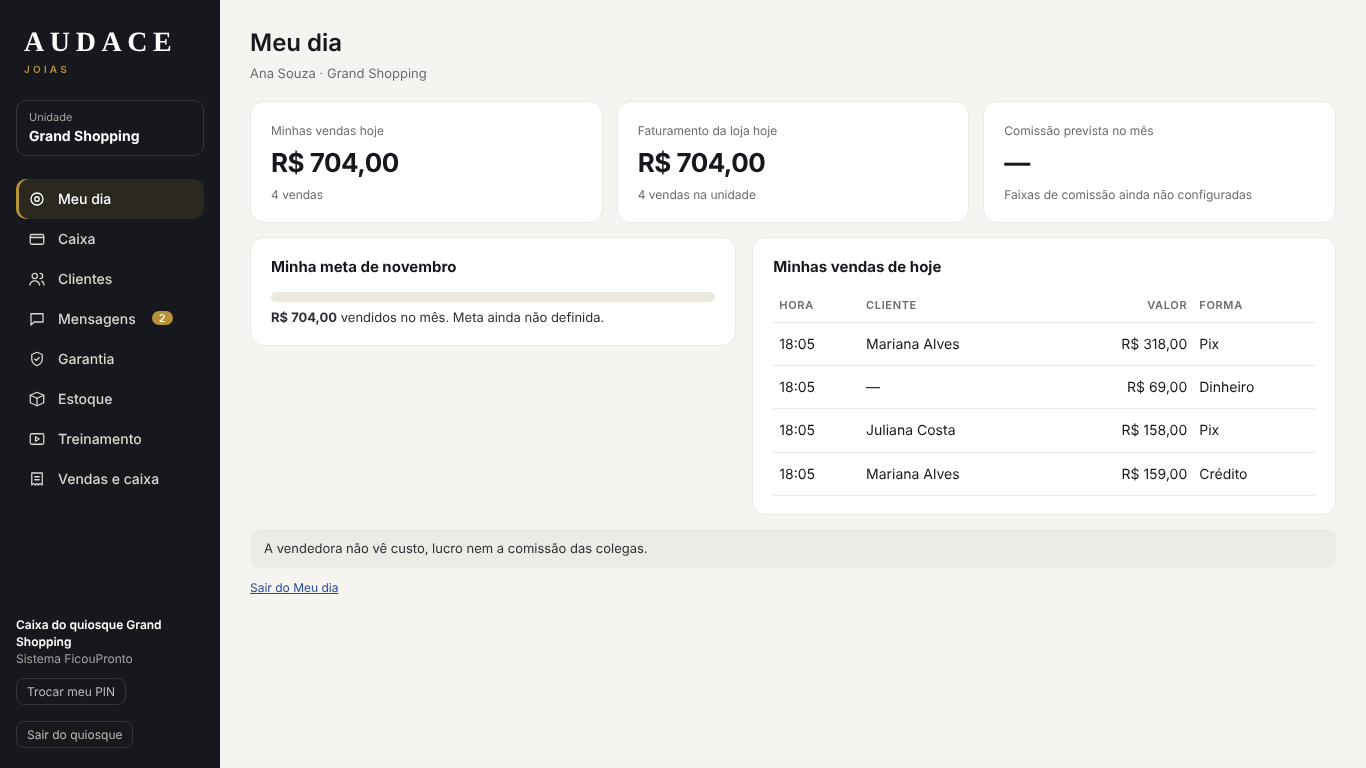 AUDACE
JOIAS
Unidade
Grand Shopping
Meu dia
Caixa
Clientes
Mensagens 2
Garantia
Estoque
Treinamento
Vendas e caixa
Caixa do quiosque Grand
Shopping
Sistema FicouPronto
Trocar meu PIN
Sair do quiosque
Meu dia
Ana Souza · Grand Shopping
Minhas vendas hoje
R$ 704,00
4 vendas
Faturamento da loja hoje
R$ 704,00
4 vendas na unidade
Comissão prevista no mês
—
Faixas de comissão ainda não configuradas
Minha meta de novembro
R$ 704,00 vendidos no mês. Meta ainda não definida.
Minhas vendas de hoje
HORA CLIENTE VALOR FORMA
18:05 Mariana Alves R$ 318,00 Pix
18:05 — R$ 69,00 Dinheiro
18:05 Juliana Costa R$ 158,00 Pix
18:05 Mariana Alves R$ 159,00 Crédito
A vendedora não vê custo, lucro nem a comissão das colegas.
Sair do Meu dia